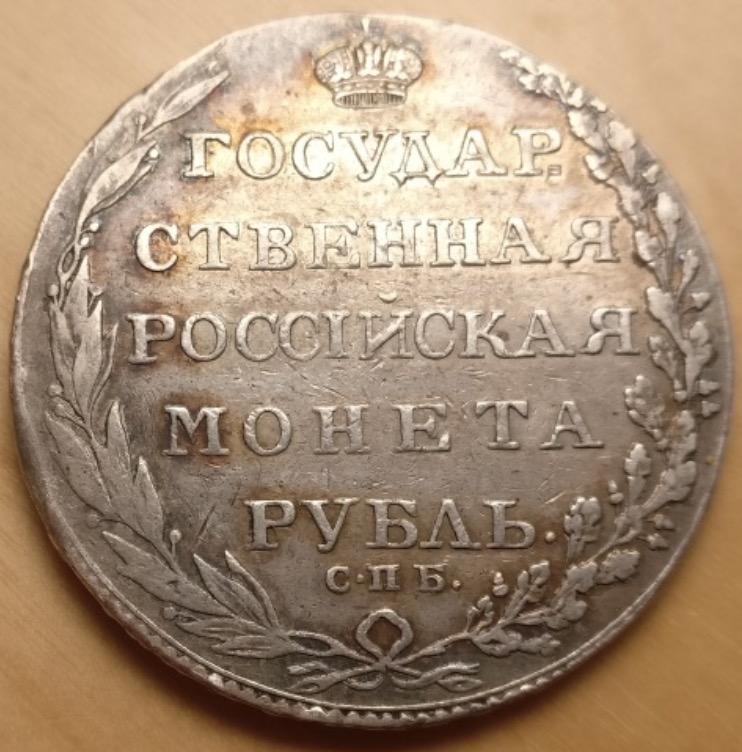 ГОСУДАР.
СТВЕННАЯ
РОССІЙСКАЯ
МОНЕТА
РУБЛЬ.
С·П Б.